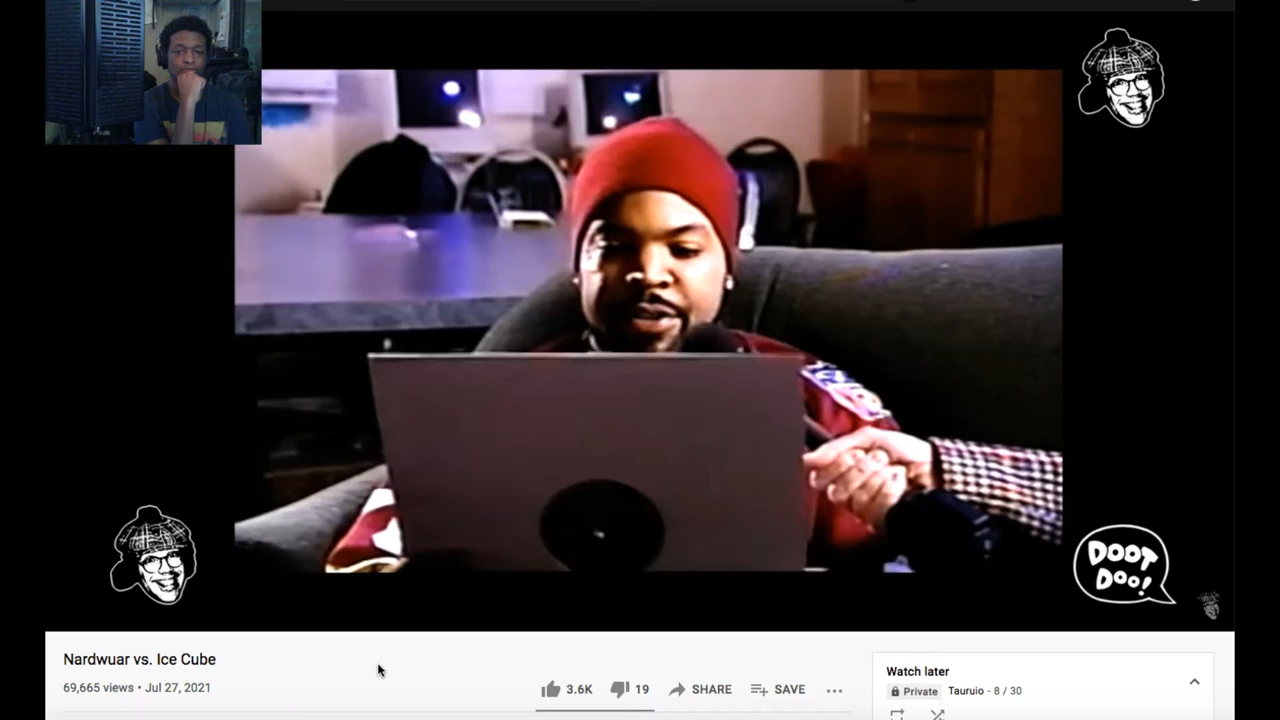 DOOT
DOO!
Nardwuar vs. Ice Cube
69,665 views • Jul 27, 2021
3.6K
19
SHARE
SAVE
Watch later
Private
Tauruio - 8 / 30